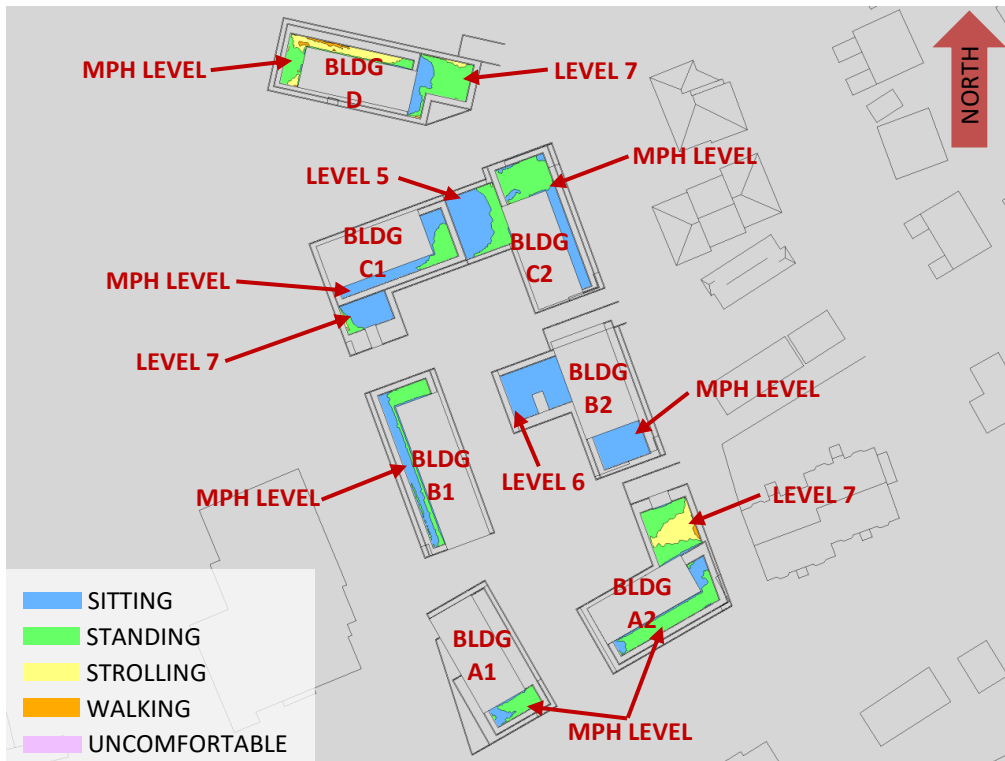 NORTH
BLDG
D
MPH LEVEL
LEVEL 7
LEVEL 5
MPH LEVEL
BLDG
C1
BLDG
C2
MPH LEVEL
LEVEL 7
BLDG
B2
MPH LEVEL
BLDG
B1
LEVEL 6
MPH LEVEL
LEVEL 7
BLDG
A2
BLDG
A1
MPH LEVEL
SITTING
STANDING
STROLLING
WALKING
UNCOMFORTABLE